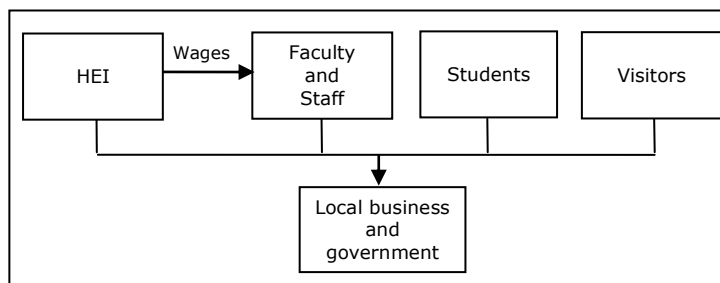 HEI
Wages
Faculty
and
Staff
Students
Visitors
Local business
and
government